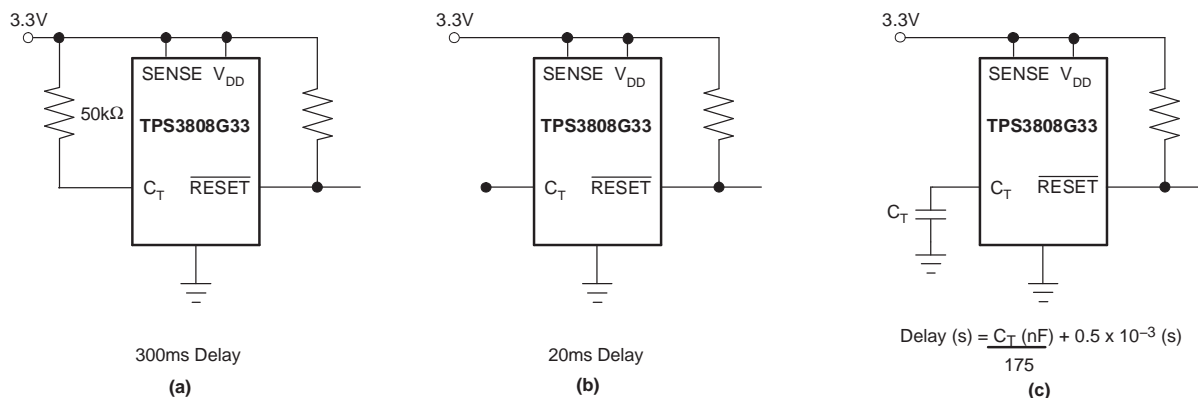 3.3V
SENSE V_DD
50kΩ
TPS3808G33
C_T RESET
300ms Delay
(a)
3.3V
SENSE V_DD
TPS3808G33
C_T RESET
20ms Delay
(b)
3.3V
SENSE V_DD
TPS3808G33
C_T RESET
C_T
Delay (s) = C_T (nF) + 0.5 x 10⁻³ (s)
175
(c)